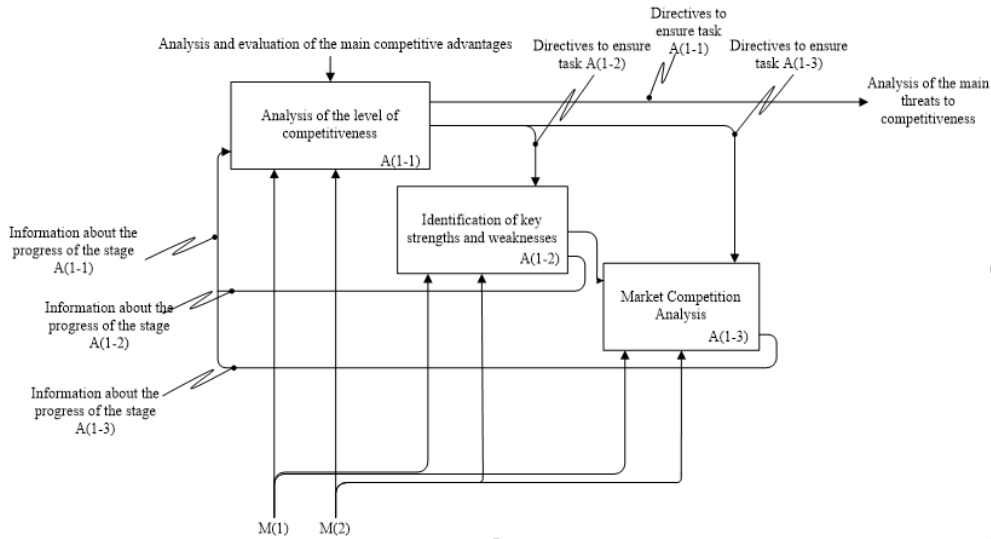 Directives to
ensure task
A(1-1)
Analysis and evaluation of the main competitive advantages
Directives to ensure
task A(1-2)
Directives to ensure
task A(1-3)
Analysis of the main
threats to
competitiveness
Analysis of the level of
competitiveness
A(1-1)
Identification of key
strengths and weaknesses
A(1-2)
Information about the
progress of the stage
A(1-1)
Market Competition
Analysis
A(1-3)
Information about the
progress of the stage
A(1-2)
Information about the
progress of the stage
A(1-3)
M(1)
M(2)